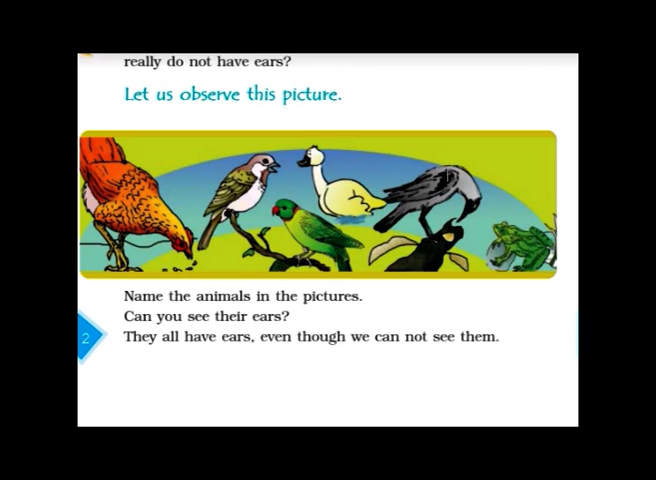 really do not have ears?
Let us observe this picture.
Name the animals in the pictures.
Can you see their ears?
2
They all have ears, even though we can not see them.